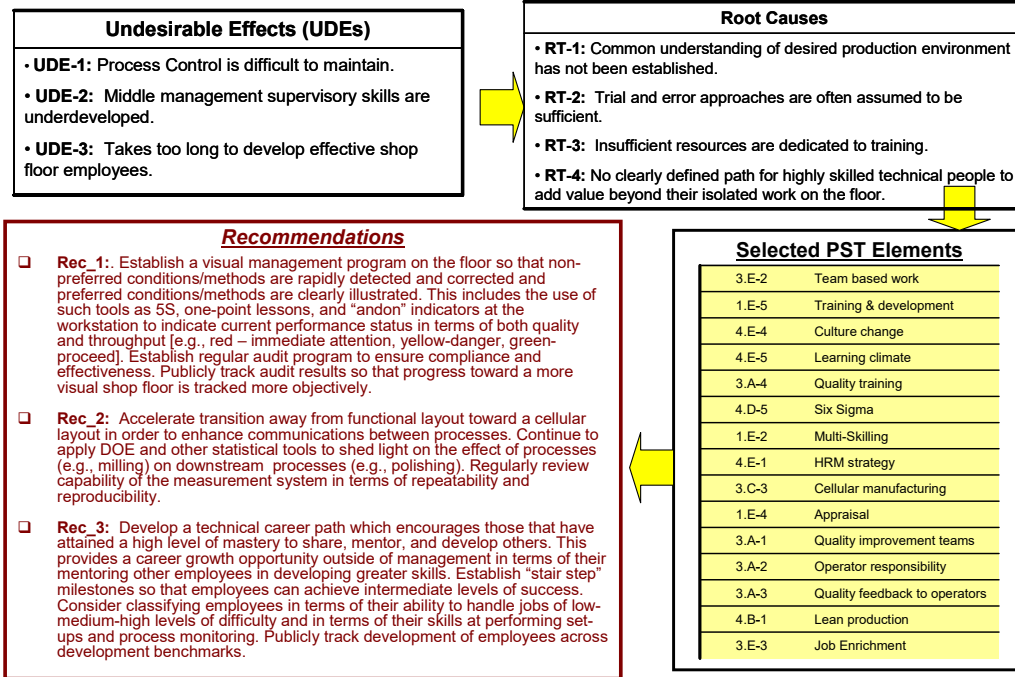 Undesirable Effects (UDEs)
• UDE-1: Process Control is difficult to maintain.
• UDE-2: Middle management supervisory skills are
underdeveloped.
• UDE-3: Takes too long to develop effective shop
floor employees.
Root Causes
• RT-1: Common understanding of desired production environment
has not been established.
• RT-2: Trial and error approaches are often assumed to be
sufficient.
• RT-3: Insufficient resources are dedicated to training.
• RT-4: No clearly defined path for highly skilled technical people to
add value beyond their isolated work on the floor.
Recommendations
❑ Rec_1:. Establish a visual management program on the floor so that non-
preferred conditions/methods are rapidly detected and corrected and
preferred conditions/methods are clearly illustrated. This includes the use of
such tools as 5S, one-point lessons, and “andon” indicators at the
workstation to indicate current performance status in terms of both quality
and throughput [e.g., red – immediate attention, yellow-danger, green-
proceed]. Establish regular audit program to ensure compliance and
effectiveness. Publicly track audit results so that progress toward a more
visual shop floor is tracked more objectively.
❑ Rec_2: Accelerate transition away from functional layout toward a cellular
layout in order to enhance communications between processes. Continue to
apply DOE and other statistical tools to shed light on the effect of processes
(e.g., milling) on downstream processes (e.g., polishing). Regularly review
capability of the measurement system in terms of repeatability and
reproducibility.
❑ Rec_3: Develop a technical career path which encourages those that have
attained a high level of mastery to share, mentor, and develop others. This
provides a career growth opportunity outside of management in terms of their
mentoring other employees in developing greater skills. Establish “stair step”
milestones so that employees can achieve intermediate levels of success.
Consider classifying employees in terms of their ability to handle jobs of low-
medium-high levels of difficulty and in terms of their skills at performing set-
ups and process monitoring. Publicly track development of employees across
development benchmarks.
Selected PST Elements
3.E-2 Team based work
1.E-5 Training & development
4.E-4 Culture change
4.E-5 Learning climate
3.A-4 Quality training
4.D-5 Six Sigma
1.E-2 Multi-Skilling
4.E-1 HRM strategy
3.C-3 Cellular manufacturing
1.E-4 Appraisal
3.A-1 Quality improvement teams
3.A-2 Operator responsibility
3.A-3 Quality feedback to operators
4.B-1 Lean production
3.E-3 Job Enrichment